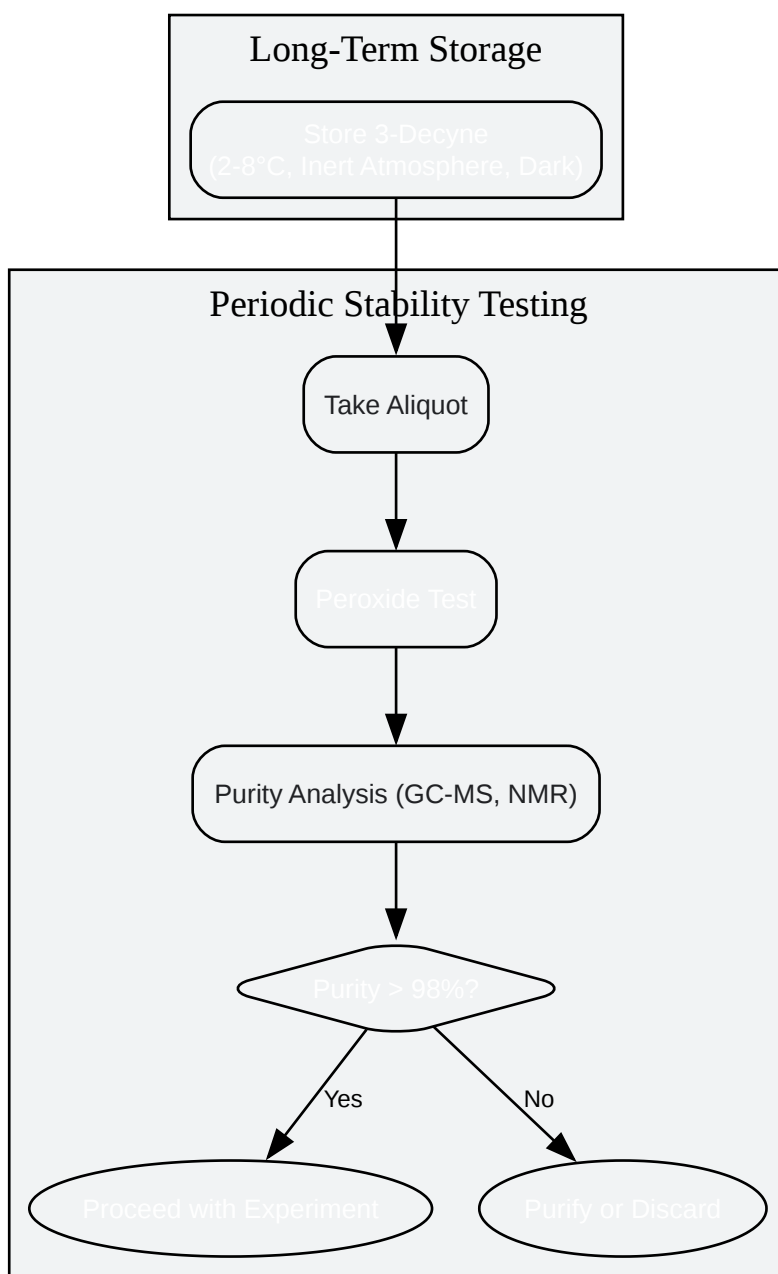 Long-Term Storage
Store 3-Decyne
(2-8°C, Inert Atmosphere, Dark)
Periodic Stability Testing
Take Aliquot
Peroxide Test
Purity Analysis (GC-MS, NMR)
Purity > 98%?
Yes
No
Proceed with Experiment
Purify or Discard